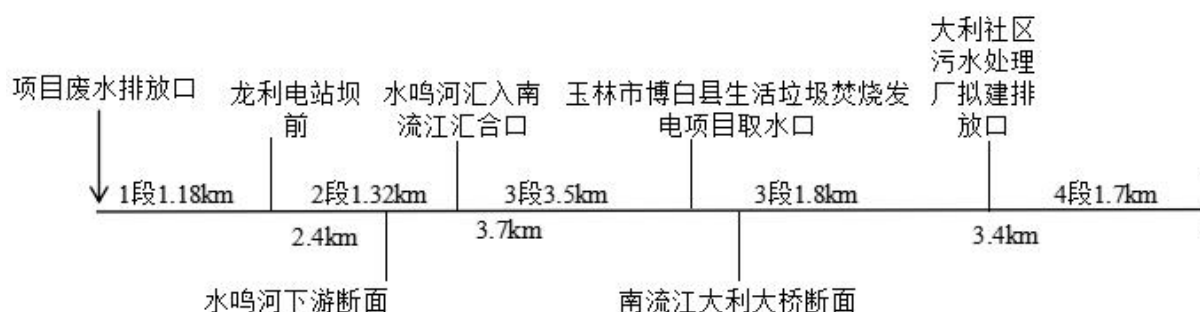 项目废水排放口
龙利电站坝
前
水鸣河汇入南
流江汇合口
玉林市博白县生活垃圾焚烧发
电项目取水口
大利社区
污水处理
厂拟建排
放口
1段1.18km
2段1.32km
3段3.5km
3段1.8km
4段1.7km
2.4km
3.7km
3.4km
水鸣河下游断面
南流江大利大桥断面